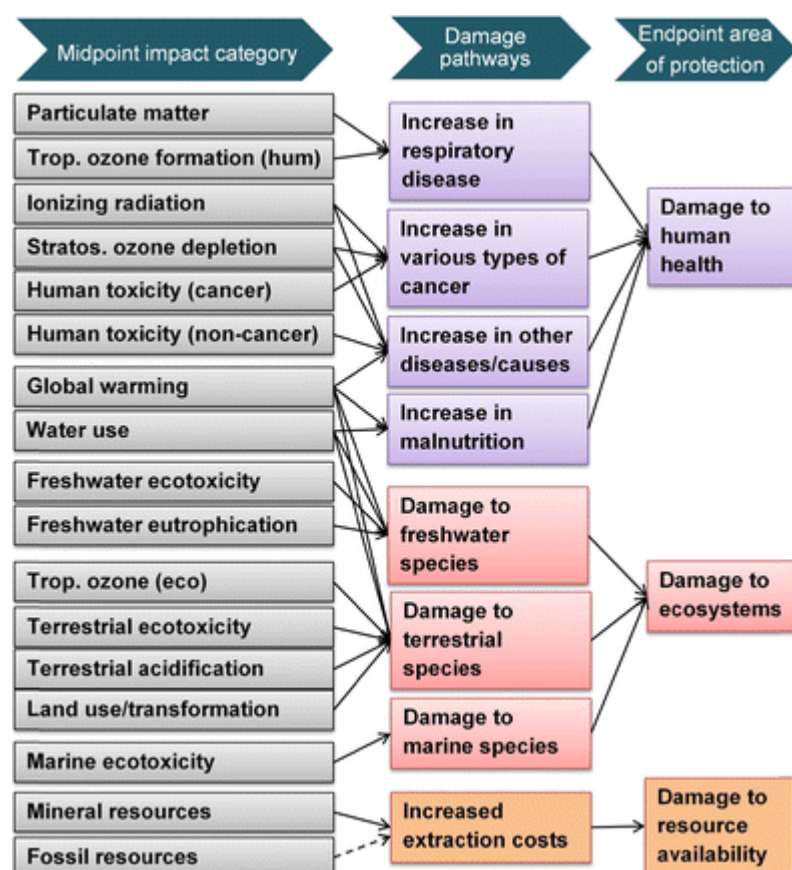 Midpoint impact category
Damage
pathways
Endpoint area
of protection
Particulate matter
Trop. ozone formation (hum)
Ionizing radiation
Stratos. ozone depletion
Human toxicity (cancer)
Human toxicity (non-cancer)
Global warming
Water use
Freshwater ecotoxicity
Freshwater eutrophication
Trop. ozone (eco)
Terrestrial ecotoxicity
Terrestrial acidification
Land use/transformation
Marine ecotoxicity
Mineral resources
Fossil resources
Increase in
respiratory
disease
Increase in
various types of
cancer
Increase in other
diseases/causes
Increase in
malnutrition
Damage to
freshwater
species
Damage to
terrestrial
species
Damage to
marine species
Increased
extraction costs
Damage to
human
health
Damage to
ecosystems
Damage to
resource
availability